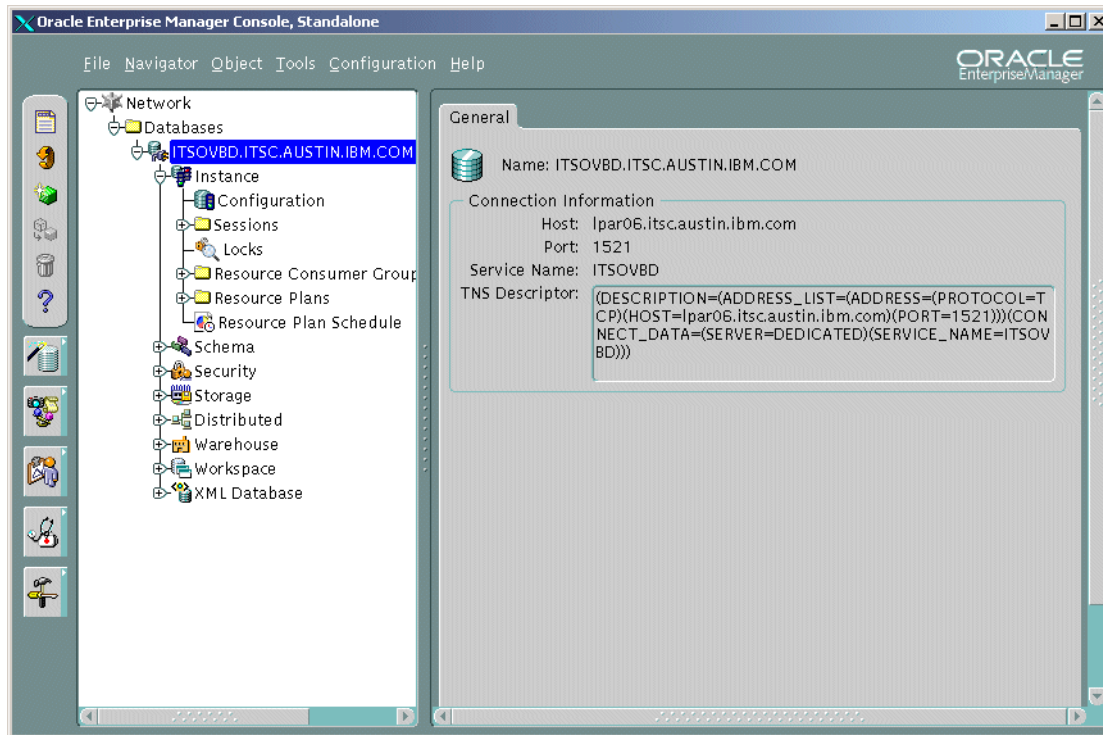 Oracle Enterprise Manager Console, Standalone
File Navigator Object Tools Configuration Help
ORACLE
EnterpriseManager
Network
Databases
ITSOVBD.ITSC.AUSTIN.IBM.COM
Instance
Configuration
Sessions
Locks
Resource Consumer Group
Resource Plans
Resource Plan Schedule
Schema
Security
Storage
Distributed
Warehouse
Workspace
XML Database
General
Name: ITSOVBD.ITSC.AUSTIN.IBM.COM
Connection Information
Host: lpar06.itsc.austin.ibm.com
Port: 1521
Service Name: ITSOVBD
TNS Descriptor: (DESCRIPTION=(ADDRESS_LIST=(ADDRESS=(PROTOCOL=T
CP)(HOST=lpar06.itsc.austin.ibm.com)(PORT=1521)))(CON
NECT_DATA=(SERVER=DEDICATED)(SERVICE_NAME=ITSOV
BD)))